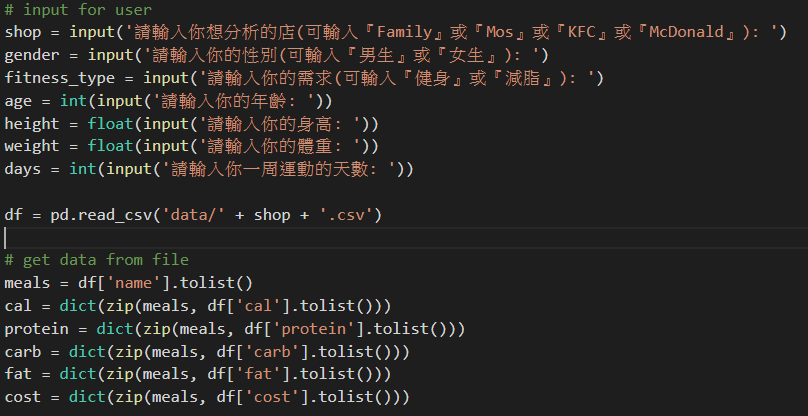 # input for user
shop = input('請輸入你想分析的店(可輸入『Family』或『Mos』或『KFC』或『McDonald』): ')
gender = input('請輸入你的性別(可輸入『男生』或『女生』): ')
fitness_type = input('請輸入你的需求(可輸入『健身』或『減脂』): ')
age = int(input('請輸入你的年齡: '))
height = float(input('請輸入你的身高: '))
weight = float(input('請輸入你的體重: '))
days = int(input('請輸入你一周運動的天數: '))
df = pd.read_csv('data/' + shop + '.csv')
# get data from file
meals = df['name'].tolist()
cal = dict(zip(meals, df['cal'].tolist()))
protein = dict(zip(meals, df['protein'].tolist()))
carb = dict(zip(meals, df['carb'].tolist()))
fat = dict(zip(meals, df['fat'].tolist()))
cost = dict(zip(meals, df['cost'].tolist()))